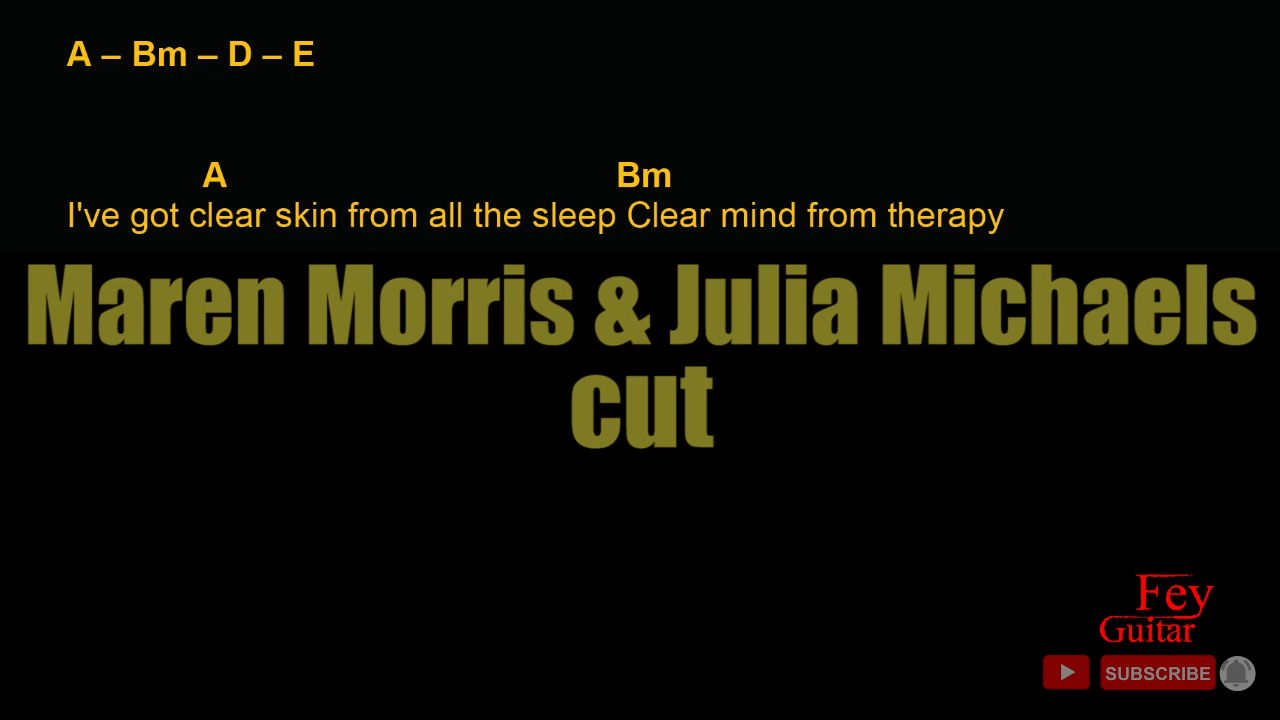 A – Bm – D – E
A Bm
I've got clear skin from all the sleep Clear mind from therapy
Maren Morris & Julia Michaels
cut
Fey
Guitar
SUBSCRIBE